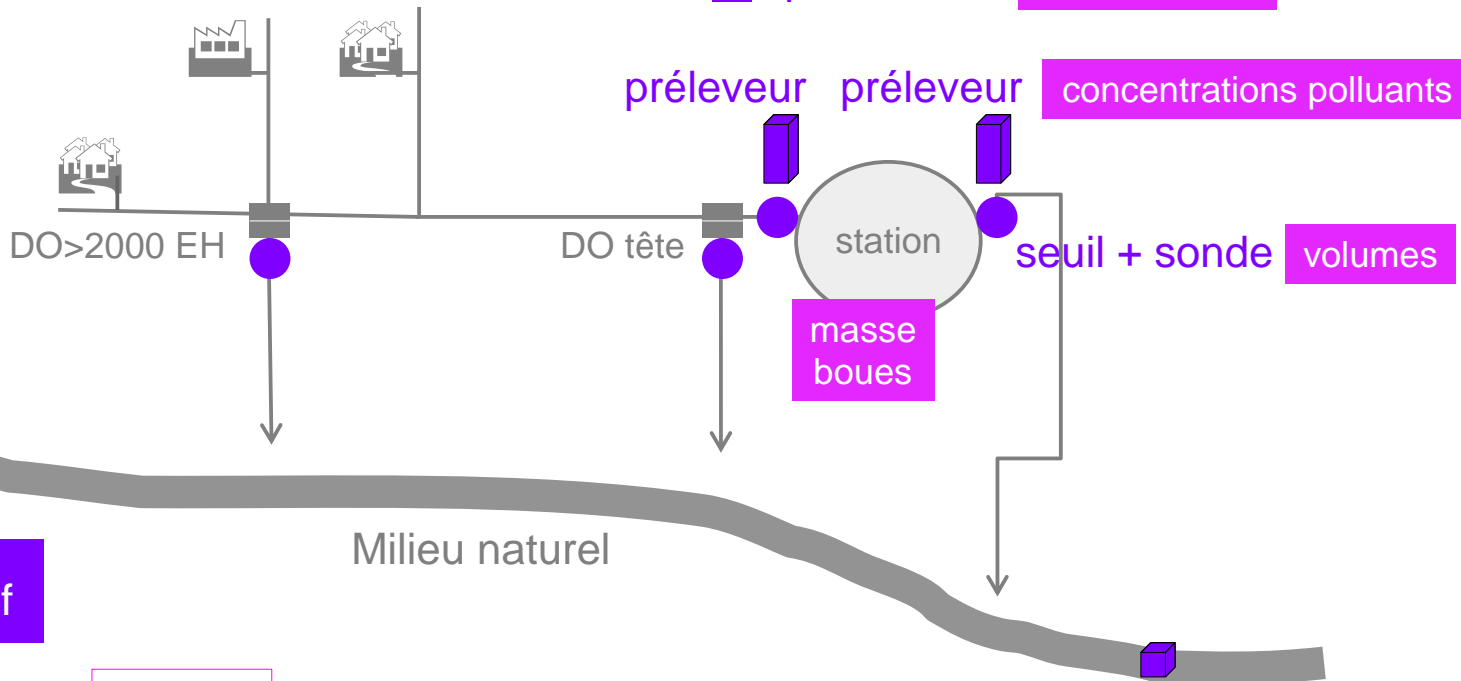 préleveur préleveur concentrations polluants
DO>2000 EH DO tête station seuil + sonde volumes
masse
boues
Milieu naturel
f